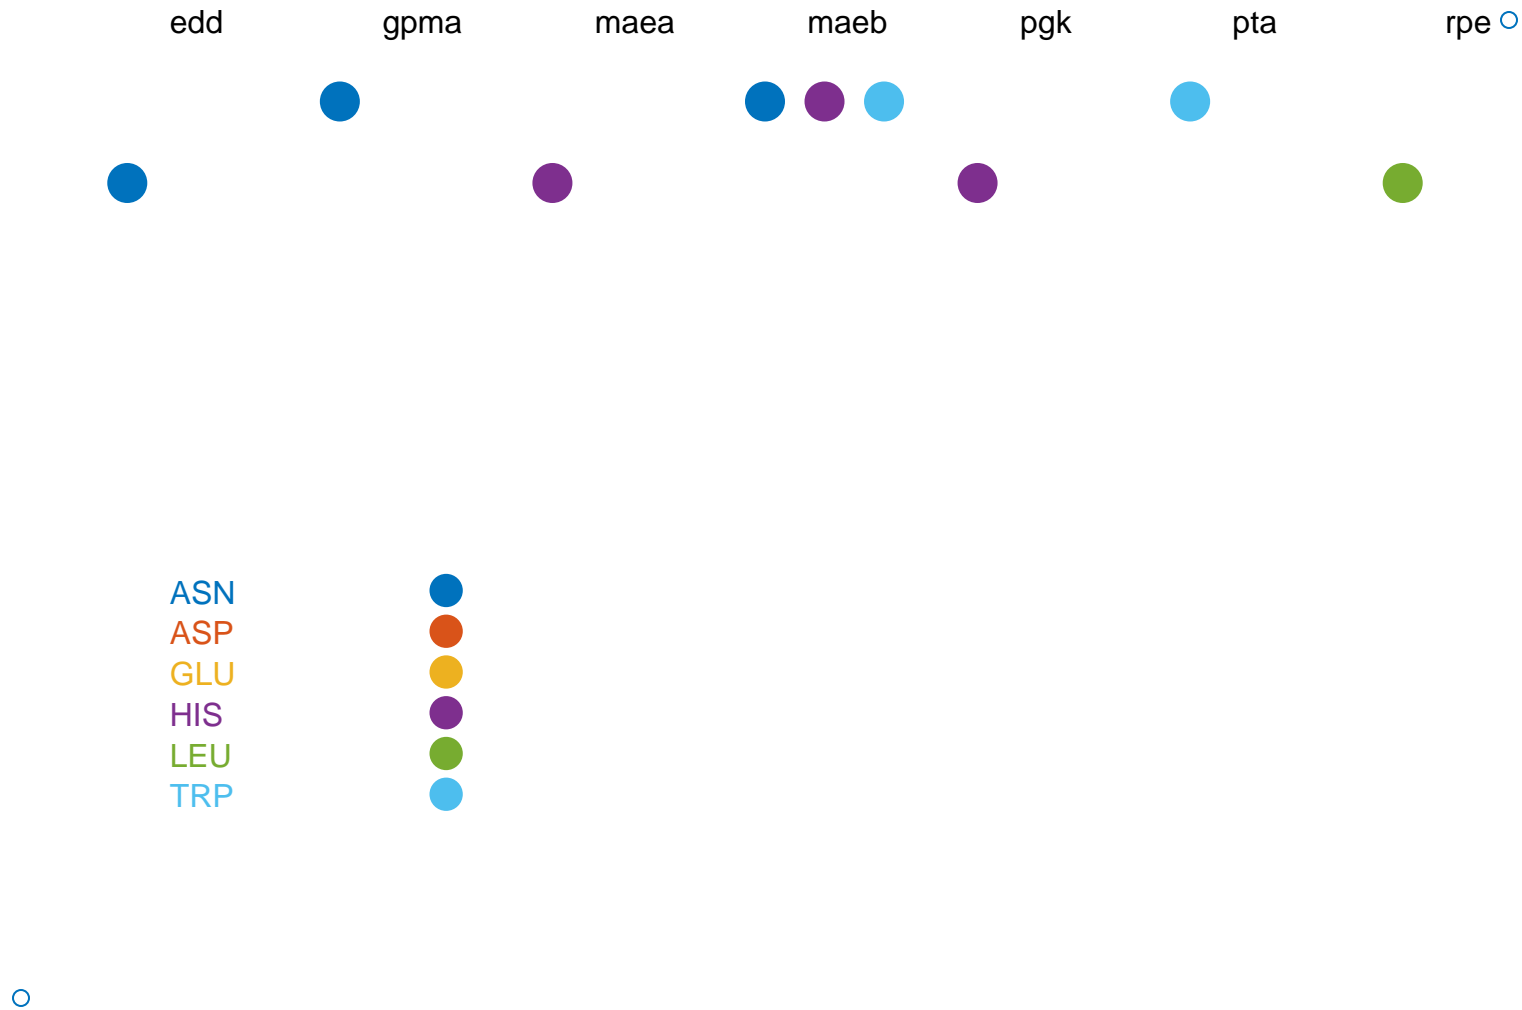 edd gpma maea maeb pgk pta rpe
ASN
ASP
GLU
HIS
LEU
TRP